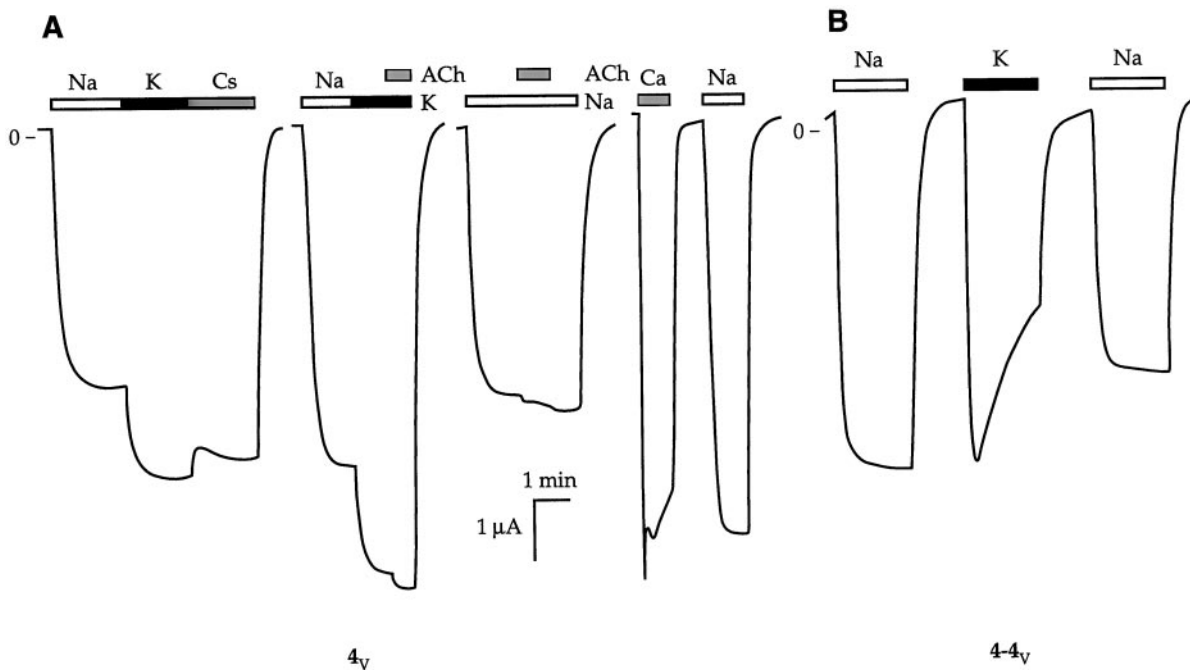 A
B
ACh ACh
Na K Cs Na K Na Ca Na Na K Na
0 – 0 –
1 min
1 μA
4V 4-4V